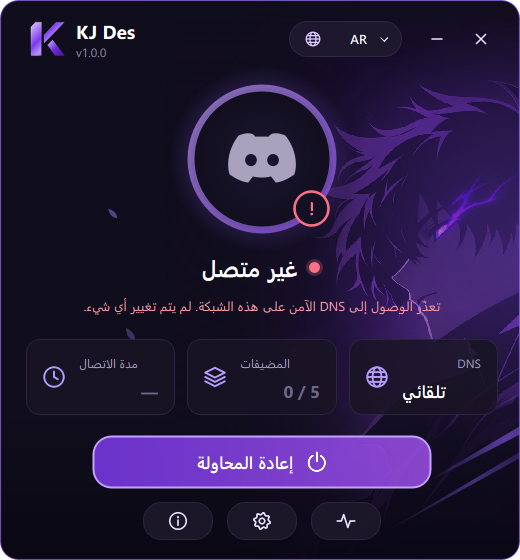 KJ Des
v1.0.0
AR
!
غير متصل
تعذّر الوصول إلى DNS الآمن على هذه الشبكة. لم يتم تغيير أي شيء.
DNS
تلقائي
المضيفات
0 / 5
مدة الاتصال
—
إعادة المحاولة